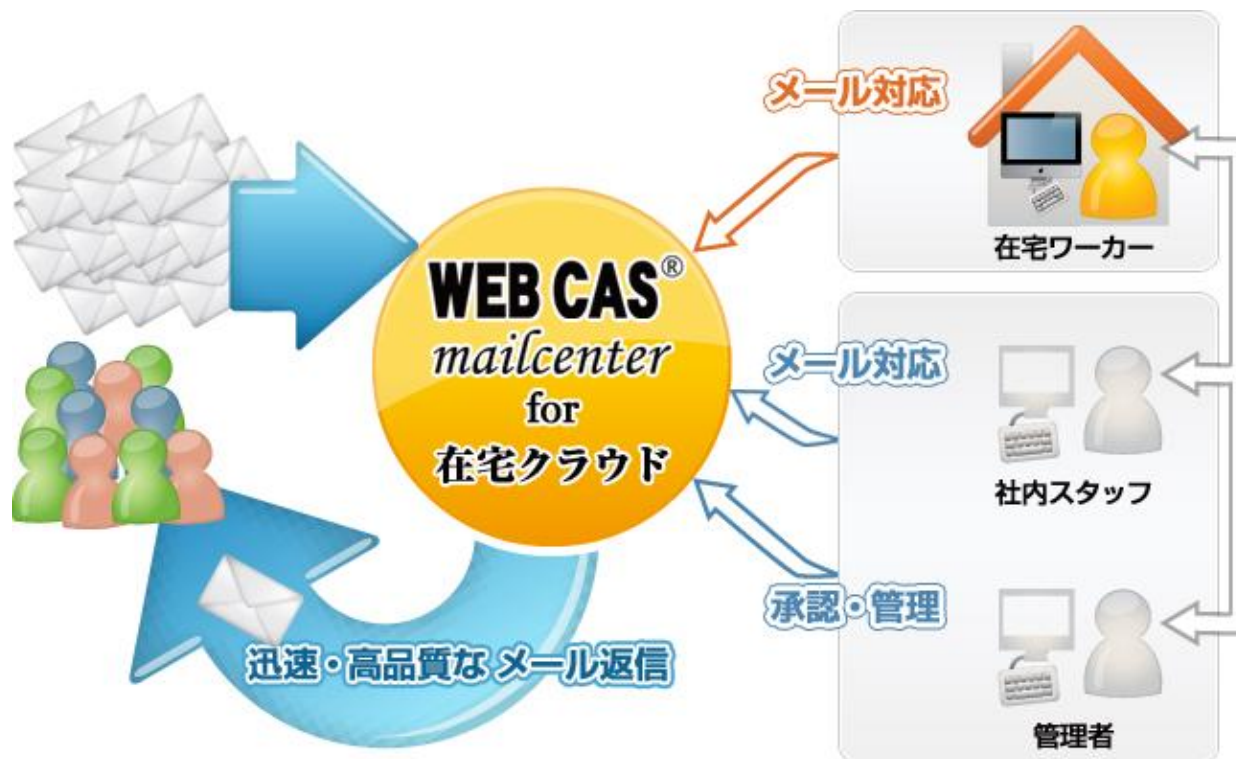 メール対応
在宅ワーカー
WEB CAS®
mailcenter
for
在宅クラウド
メール対応
社内スタッフ
承認・管理
迅速・高品質な メール返信
管理者